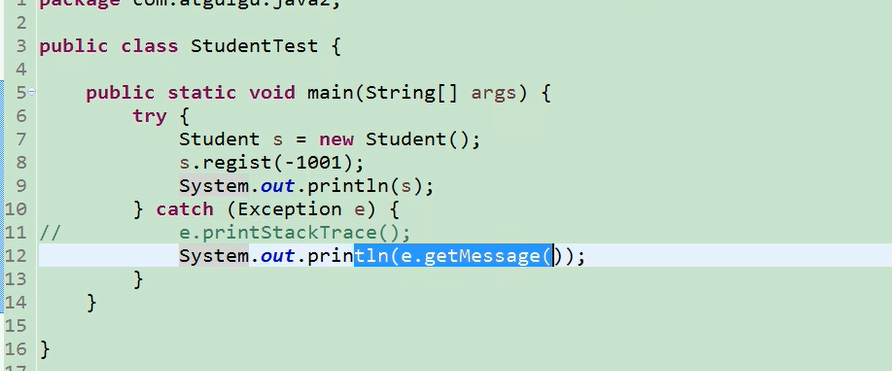 1 package com.atguigu.java2;
2
3 public class StudentTest {
4
5 public static void main(String[] args) {
6 try {
7 Student s = new Student();
8 s.regist(-1001);
9 System.out.println(s);
10 } catch (Exception e) {
11 // e.printStackTrace();
12 System.out.println(e.getMessage());
13 }
14 }
15
16 }
17